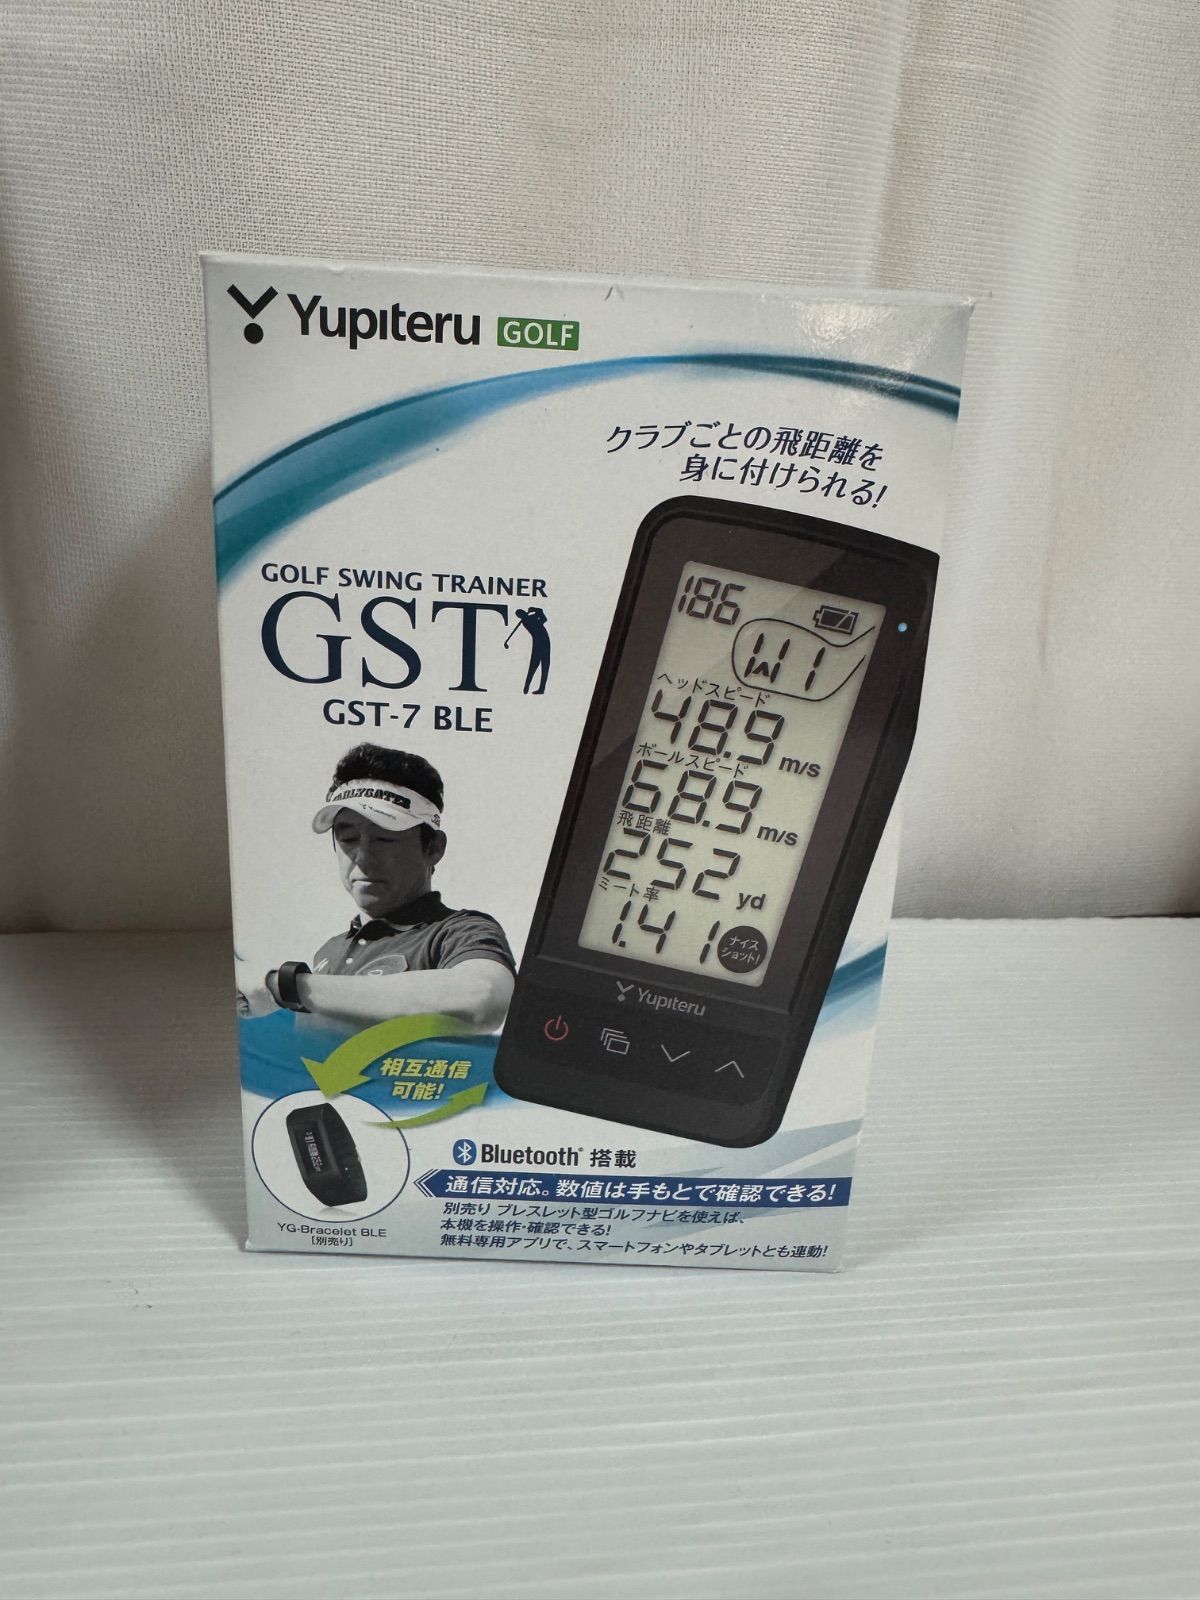 Yupiteru GOLF
クラブごとの飛距離を
身に付けられる!
GOLF SWING TRAINER
GST
GST-7 BLE
186
W1
ヘッドスピード
48.9 m/s
ボールスピード
68.9 m/s
飛距離
252 yd
ミート率
1.41
ナイス
ショット!
Yupiteru
相互通信
可能!
YG-Bracelet BLE
[別売り]
Bluetooth® 搭載
通信対応。数値は手もとで確認できる!
別売り ブレスレット型ゴルフナビを使えば、
本機を操作・確認できる!
無料専用アプリで、スマートフォンやタブレットとも連動!